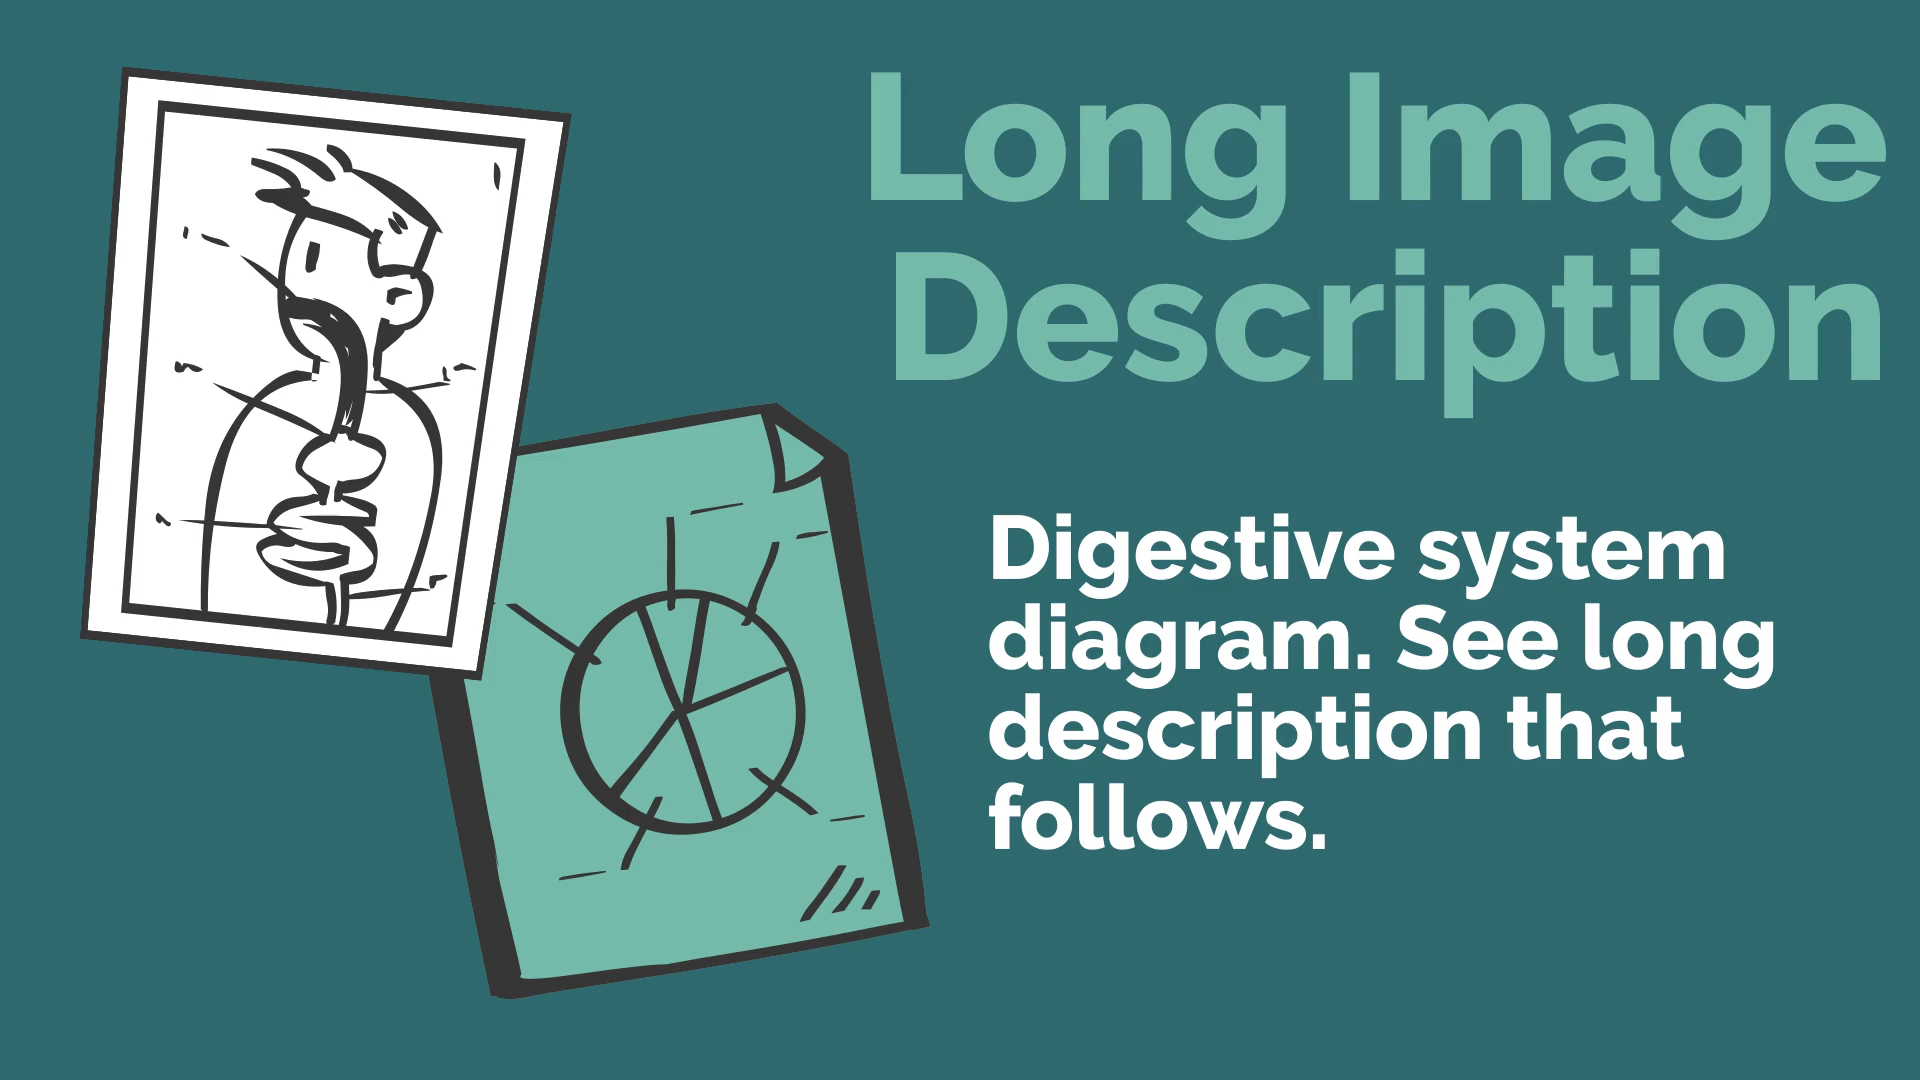 Long Image
Description
Digestive system
diagram. See long
description that
follows.